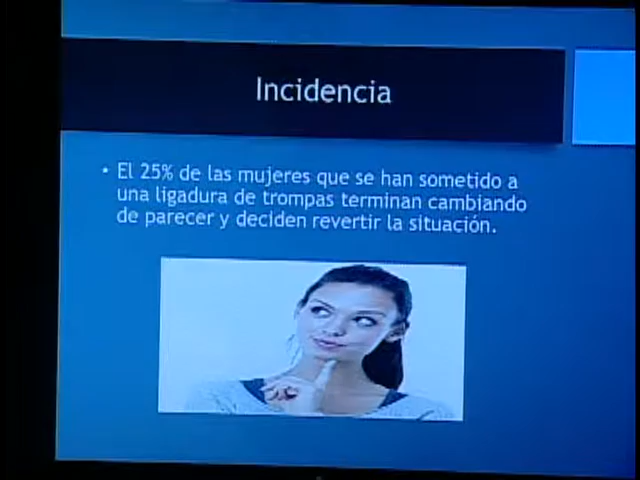 Incidencia
• El 25% de las mujeres que se han sometido a
una ligadura de trompas terminan cambiando
de parecer y deciden revertir la situación.